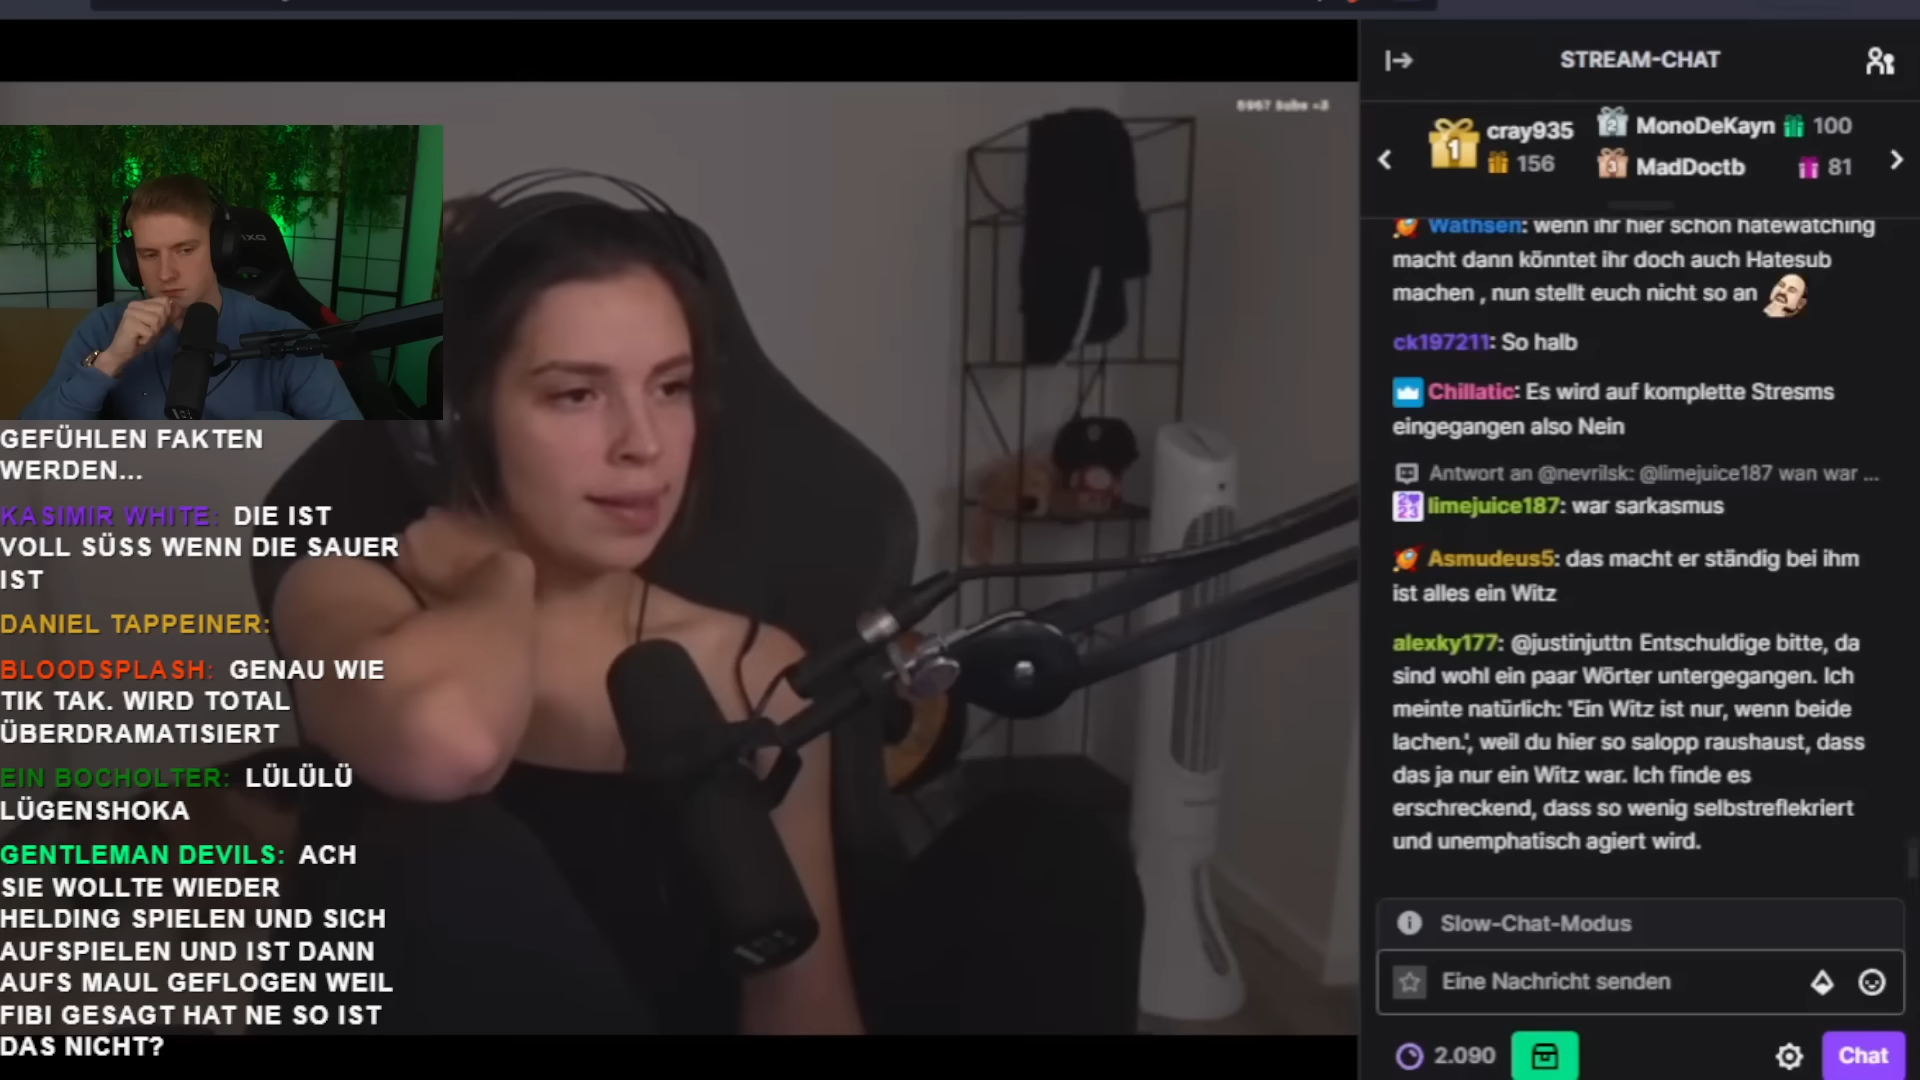 5967 Subs +3
IXQ
GEFÜHLEN FAKTEN
WERDEN...
KASIMIR WHITE: DIE IST
VOLL SÜSS WENN DIE SAUER
IST
DANIEL TAPPEINER:
BLOODSPLASH: GENAU WIE
TIK TAK. WIRD TOTAL
ÜBERDRAMATISIERT
EIN BOCHOLTER: LÜLÜLÜ
LÜGENSHOKA
GENTLEMAN DEVILS: ACH
SIE WOLLTE WIEDER
HELDING SPIELEN UND SICH
AUFSPIELEN UND IST DANN
AUFS MAUL GEFLOGEN WEIL
FIBI GESAGT HAT NE SO IST
DAS NICHT?
STREAM-CHAT
1 cray935
156
2 MonoDeKayn 100
3 MadDoctb 81
Wathsen: wenn ihr hier schon hatewatching
macht dann könntet ihr doch auch Hatesub
machen , nun stellt euch nicht so an
ck197211: So halb
Chillatic: Es wird auf komplette Stresms
eingegangen also Nein
Antwort an @nevrilsk: @limejuice187 wan war ...
limejuice187: war sarkasmus
Asmudeus5: das macht er ständig bei ihm
ist alles ein Witz
alexky177: @justinjuttn Entschuldige bitte, da
sind wohl ein paar Wörter untergegangen. Ich
meinte natürlich: 'Ein Witz ist nur, wenn beide
lachen.', weil du hier so salopp raushaust, dass
das ja nur ein Witz war. Ich finde es
erschreckend, dass so wenig selbstreflekriert
und unemphatisch agiert wird.
Slow-Chat-Modus
Eine Nachricht senden
2.090
Chat